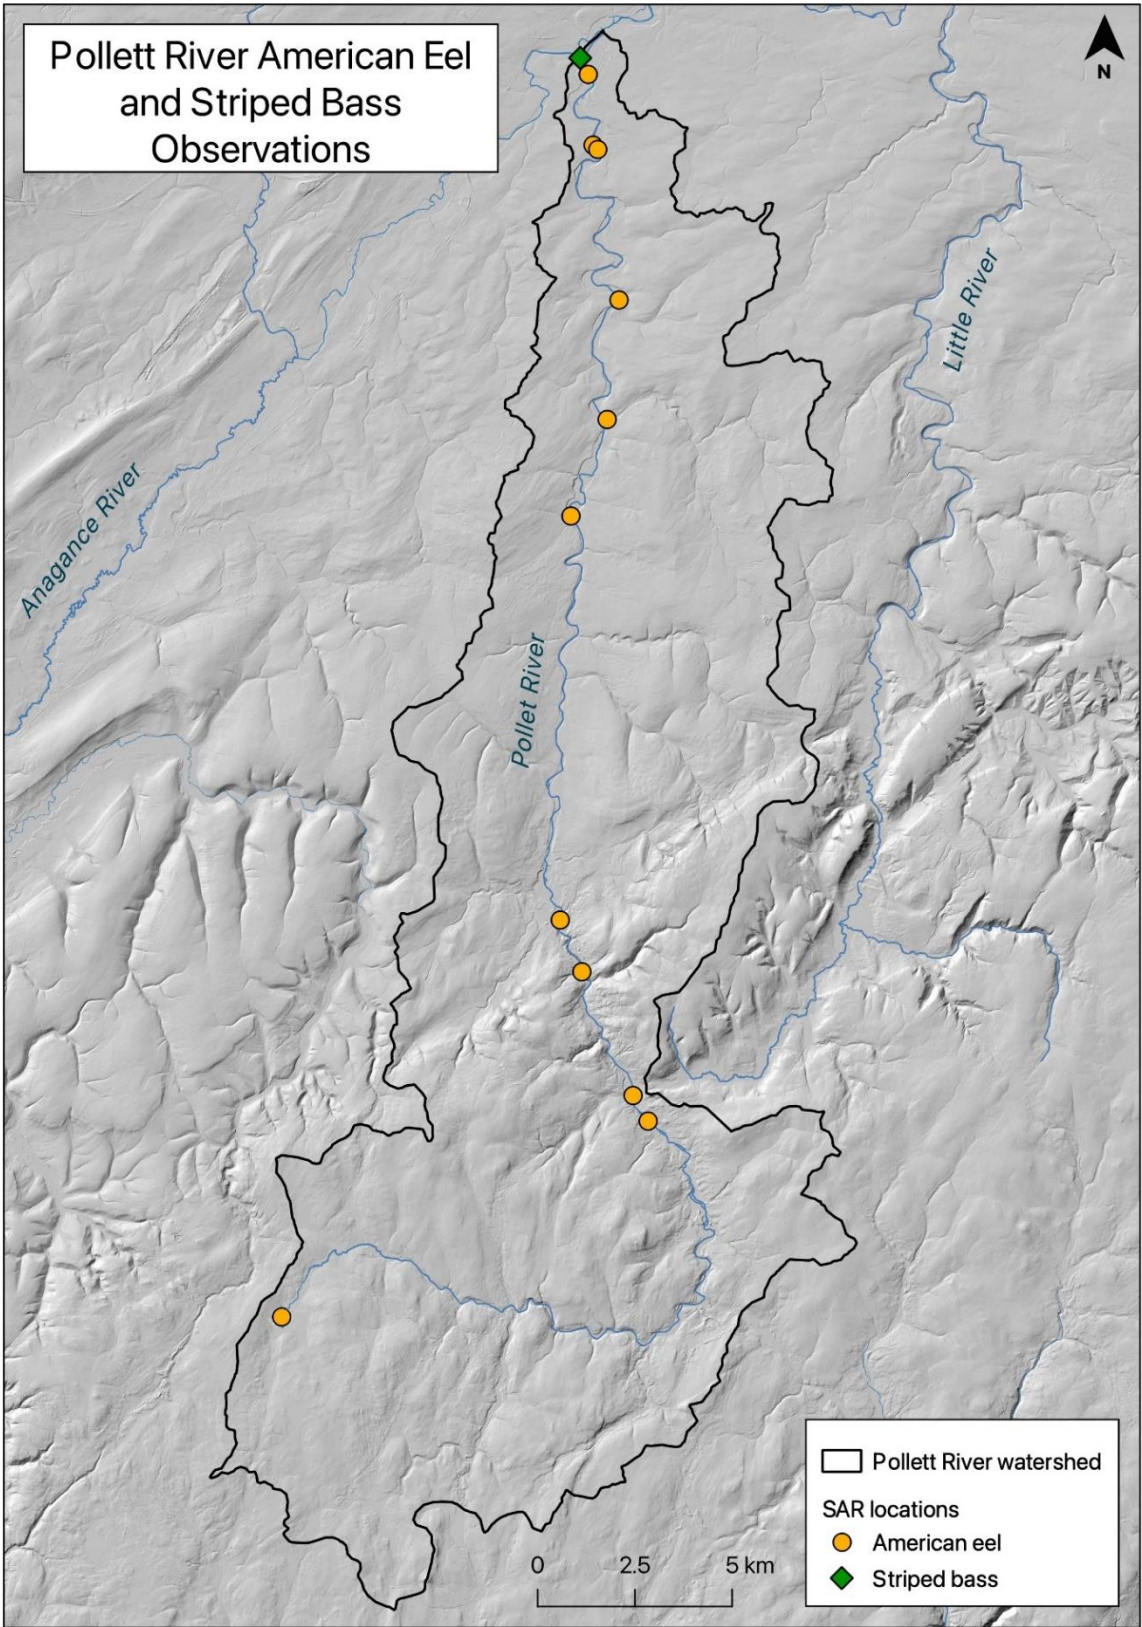 Pollett River American Eel
and Striped Bass
Observations
N
Little River
Anagance River
Pollet River
Pollett River watershed
SAR locations
American eel
Striped bass
0 2.5 5 km